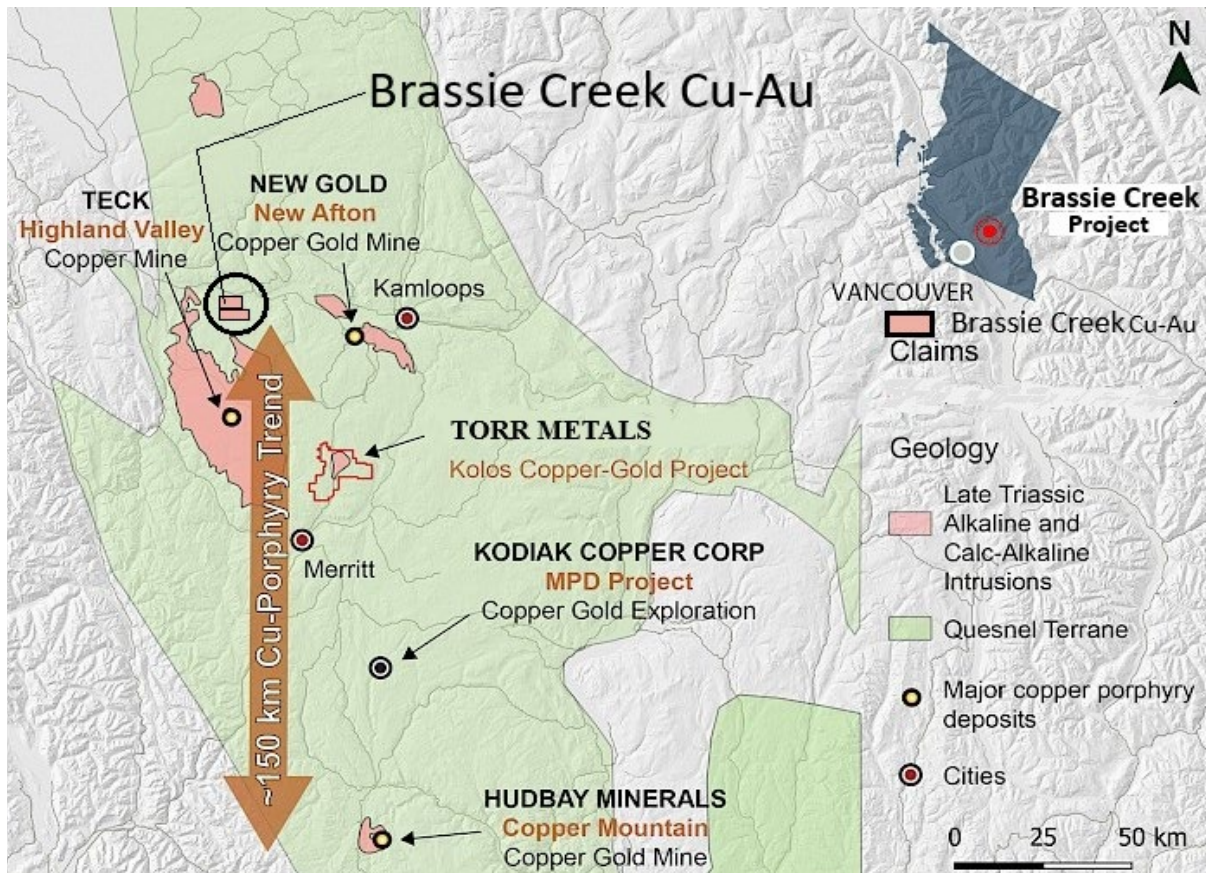 Brassie Creek Cu-Au
N
TECK
Highland Valley
Copper Mine
NEW GOLD
New Afton
Copper Gold Mine
Kamloops
Brassie Creek
Project
VANCOUVER
Brassie Creek Cu-Au
Claims
~150 km Cu-Porphyry Trend
TORR METALS
Kolos Copper-Gold Project
Merritt
KODIAK COPPER CORP
MPD Project
Copper Gold Exploration
HUDBAY MINERALS
Copper Mountain
Copper Gold Mine
Geology
Late Triassic
Alkaline and
Calc-Alkaline
Intrusions
Quesnel Terrane
Major copper porphyry
deposits
Cities
0 25 50 km